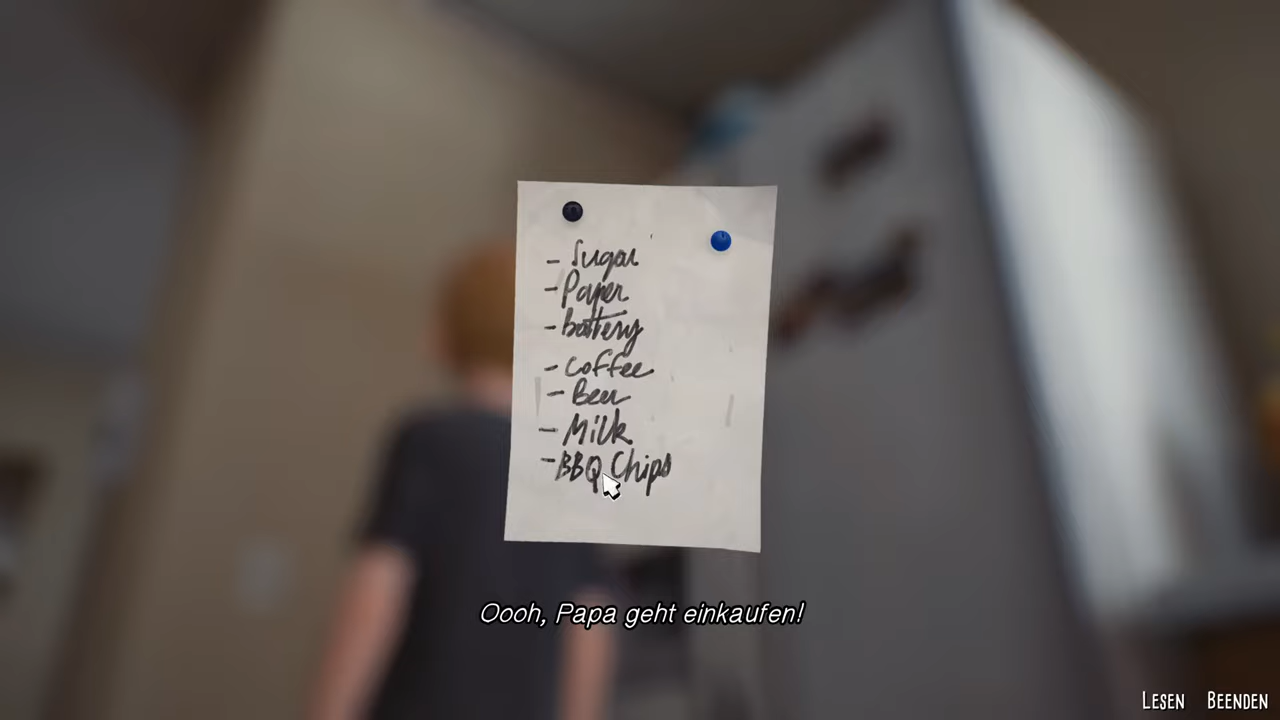 - Sugar
- Paper
- battery
- Coffee
- Beer
- Milk
- BBQ Chips
Oooh, Papa geht einkaufen!
LESEN BEENDEN